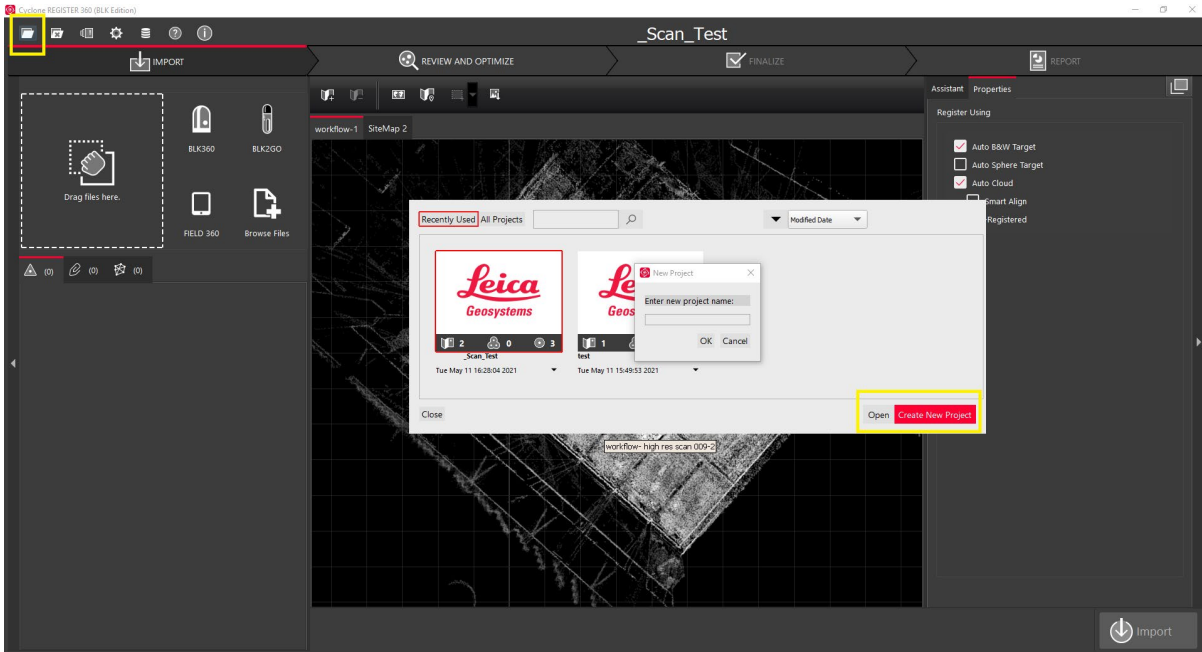 Cyclone REGISTER 360 (BLK Edition)
_Scan_Test
IMPORT
REVIEW AND OPTIMIZE
FINALIZE
REPORT
Drag files here.
BLK360
BLK2GO
FIELD 360
Browse Files
(0)
(0)
(0)
workflow-1
SiteMap 2
Assistant
Properties
Register Using
Auto B&W Target
Auto Sphere Target
Auto Cloud
Smart Align
-Registered
Recently Used
All Projects
Modified Date
Leica
Geosystems
2
0
3
_Scan_Test
Tue May 11 16:28:04 2021
1
test
Tue May 11 15:49:53 2021
New Project
Enter new project name:
OK
Cancel
Close
Open
Create New Project
workflow- high res scan 009-2
Import